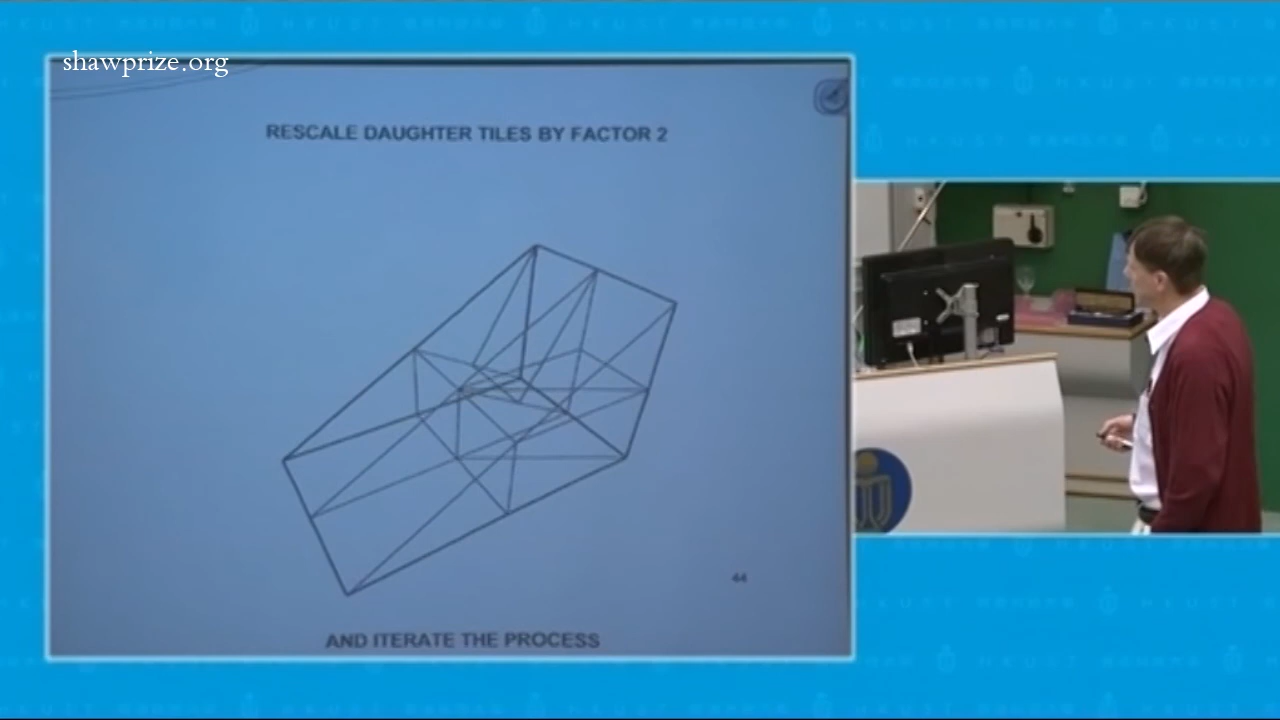 shawprize.org
RESCALE DAUGHTER TILES BY FACTOR 2
44
AND ITERATE THE PROCESS